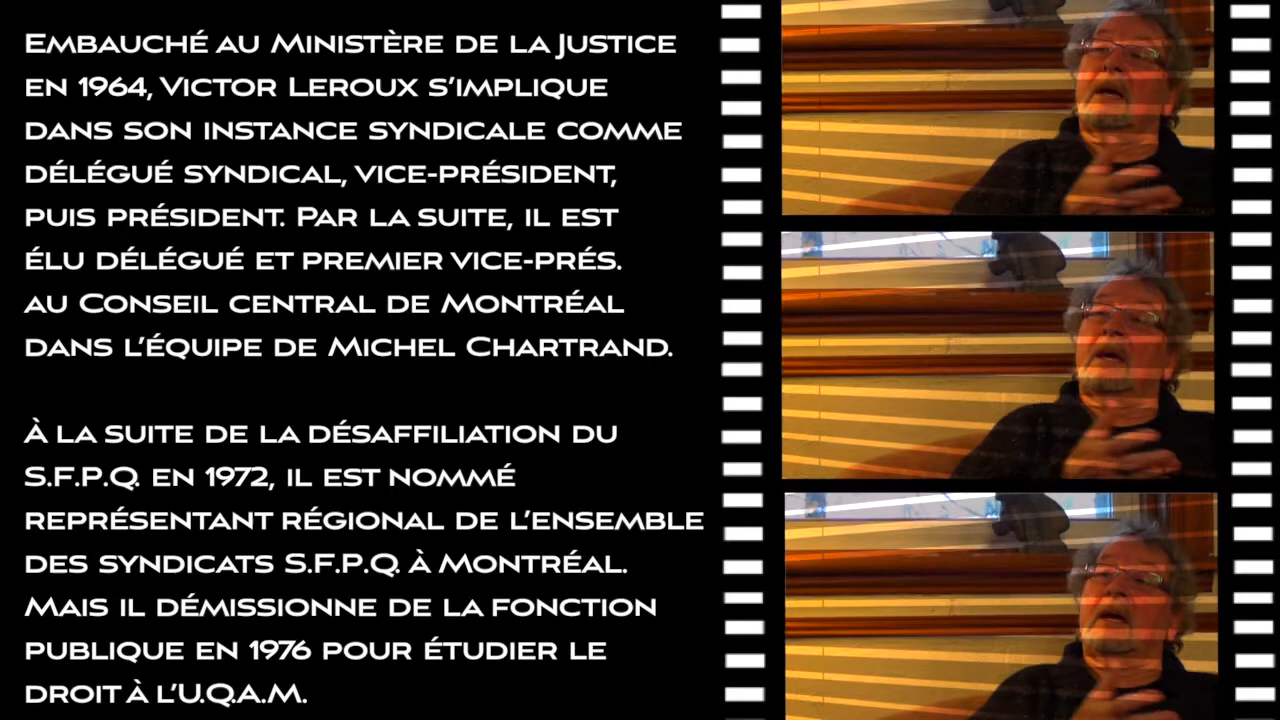 Embauché au Ministère de la Justice
en 1964, Victor Leroux s'implique
dans son instance syndicale comme
délégué syndical, vice-président,
puis président. Par la suite, il est
élu délégué et premier vice-prés.
au Conseil central de Montréal
dans l'équipe de Michel Chartrand.
À la suite de la désaffiliation du
S.F.P.Q. en 1972, il est nommé
représentant régional de l'ensemble
des syndicats S.F.P.Q. à Montréal.
Mais il démissionne de la fonction
publique en 1976 pour étudier le
droit à l'U.Q.A.M.